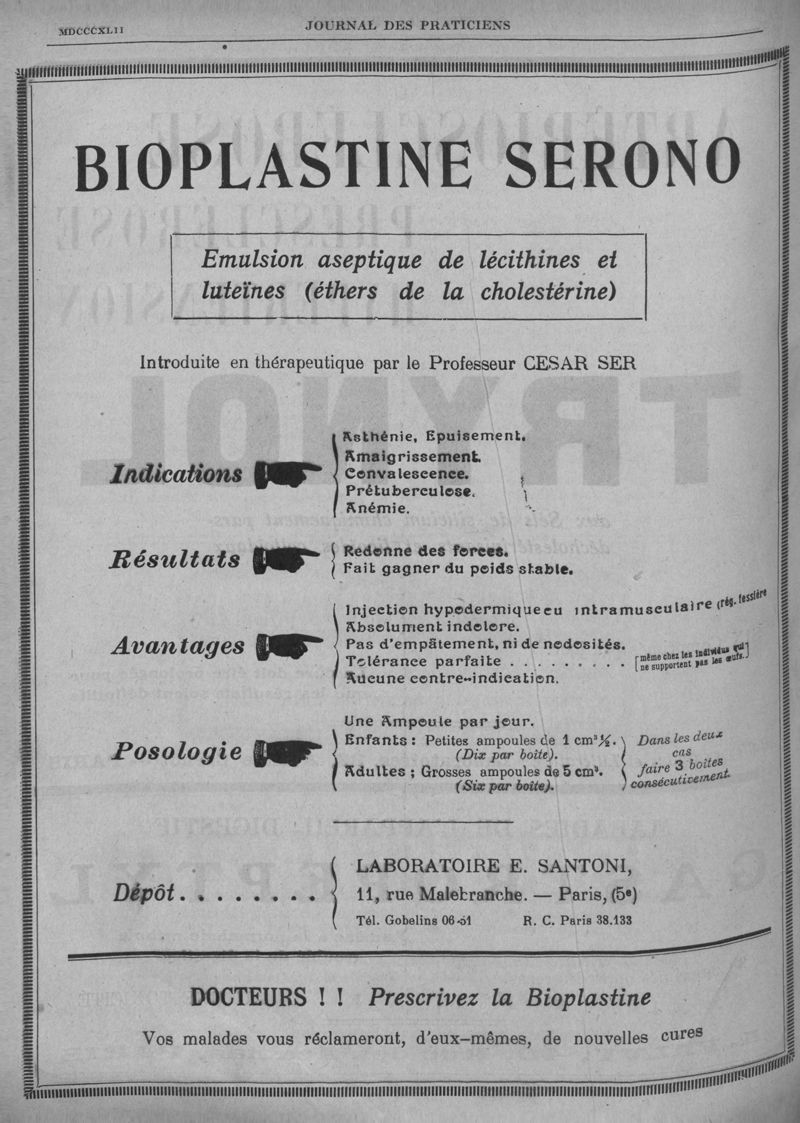 MDCCCXLII
JOURNAL DES PRATICIENS
BIOPLASTINE SERONO
Emulsion aseptique de lécithines et
luteïnes (éthers de la cholestérine)
Introduite en thérapeutique par le Professeur CESAR SER
Indications
Asthénie, Epuisement.
Amaigrissement.
Convalescence.
Prétuberculose.
Anémie.
Résultats
Redonne des forces.
Fait gagner du poids stable.
Avantages
Injection hypodermique ou intramusculaire (rég. fessière
Absolument indolore.
Pas d'empâtement, ni de nodosités.
Tolérance parfaite . . . . . . . . . [même chez les individus qui
ne supportent pas les œufs.]
Aucune contre-indication.
Posologie
Une Ampoule par jour.
Enfants : Petites ampoules de 1 cm³ ½.
(Dix par boîte).
Adultes ; Grosses ampoules de 5 cm³.
(Six par boîte).
Dans les deux
cas
faire 3 boîtes
consécutivement.
Dépôt. . . . . . . .
LABORATOIRE E. SANTONI,
11, rue Malebranche. — Paris, (5e)
Tél. Gobelins 06-61 R. C. Paris 38.133
DOCTEURS ! ! Prescrivez la Bioplastine
Vos malades vous réclameront, d'eux-mêmes, de nouvelles cures